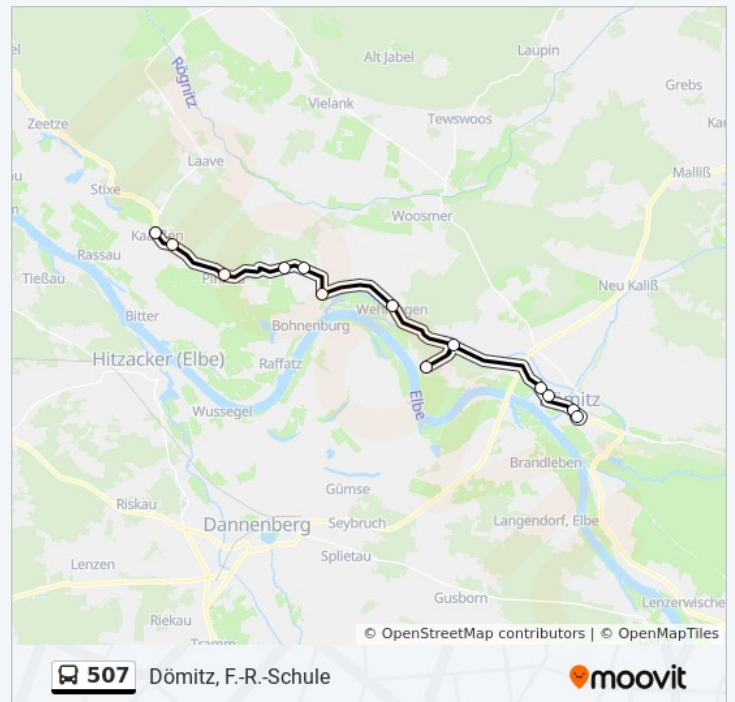 el
Alt Jabel
Laupin
Rögnitz
Grebs
Vielank
Tewswoos
Zeetze
Laave
Malliß
Stixe
Woosmer
Rassau
Tießau
Neu Kaliß
Bitter
Bohnenburg
Hitzacker (Elbe)
Raffatz
Wussegel
Elbe
Brandleben
Gümse
Riskau
Dannenberg
Seybruch
Langendorf, Elbe
Splietau
Lenzen
Gusborn
Lenzerwische
Riekau
© OpenStreetMap contributors | © OpenMapTiles
507 Dömitz, F.-R.-Schule
moovit